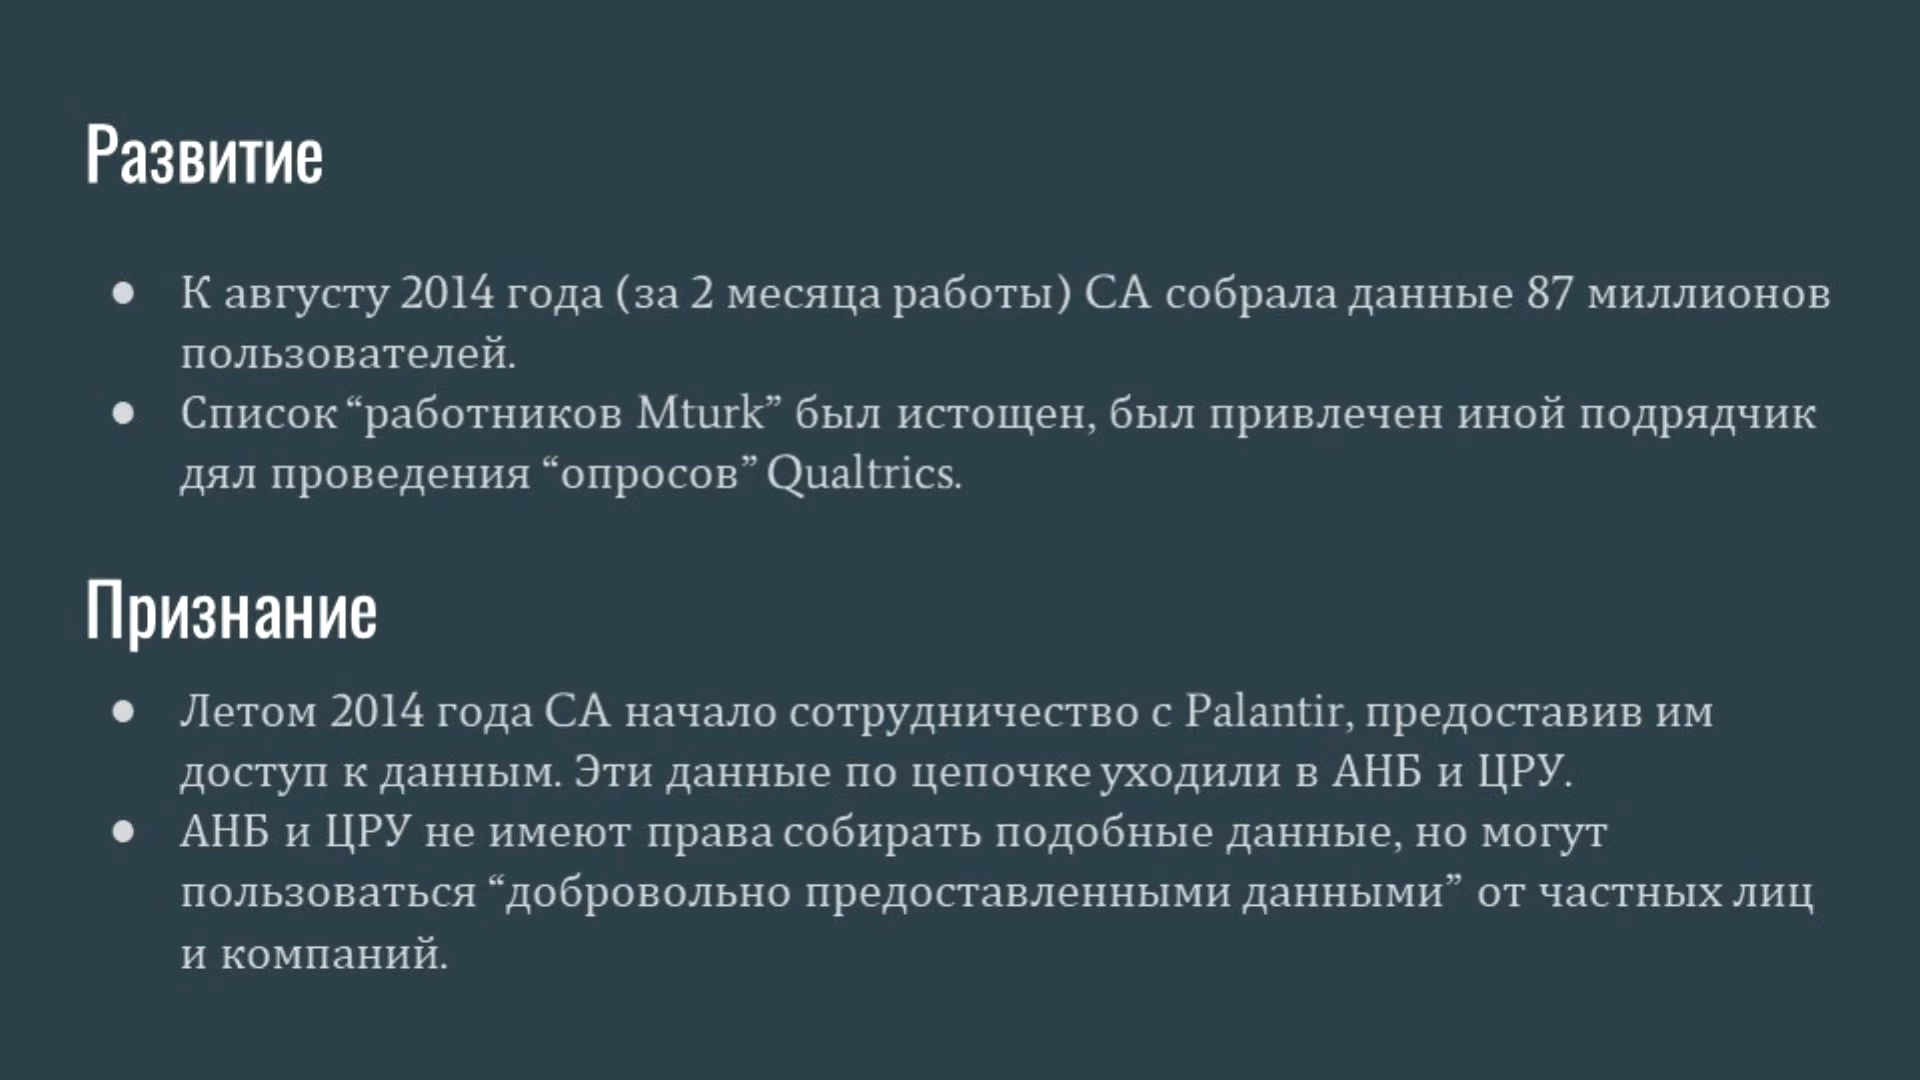 Развитие
● К августу 2014 года (за 2 месяца работы) СА собрала данные 87 миллионов
пользователей.
● Список “работников Mturk” был истощен, был привлечен иной подрядчик
дял проведения “опросов” Qualtrics.
Признание
● Летом 2014 года СА начало сотрудничество с Palantir, предоставив им
доступ к данным. Эти данные по цепочке уходили в АНБ и ЦРУ.
● АНБ и ЦРУ не имеют права собирать подобные данные, но могут
пользоваться “добровольно предоставленными данными” от частных лиц
и компаний.